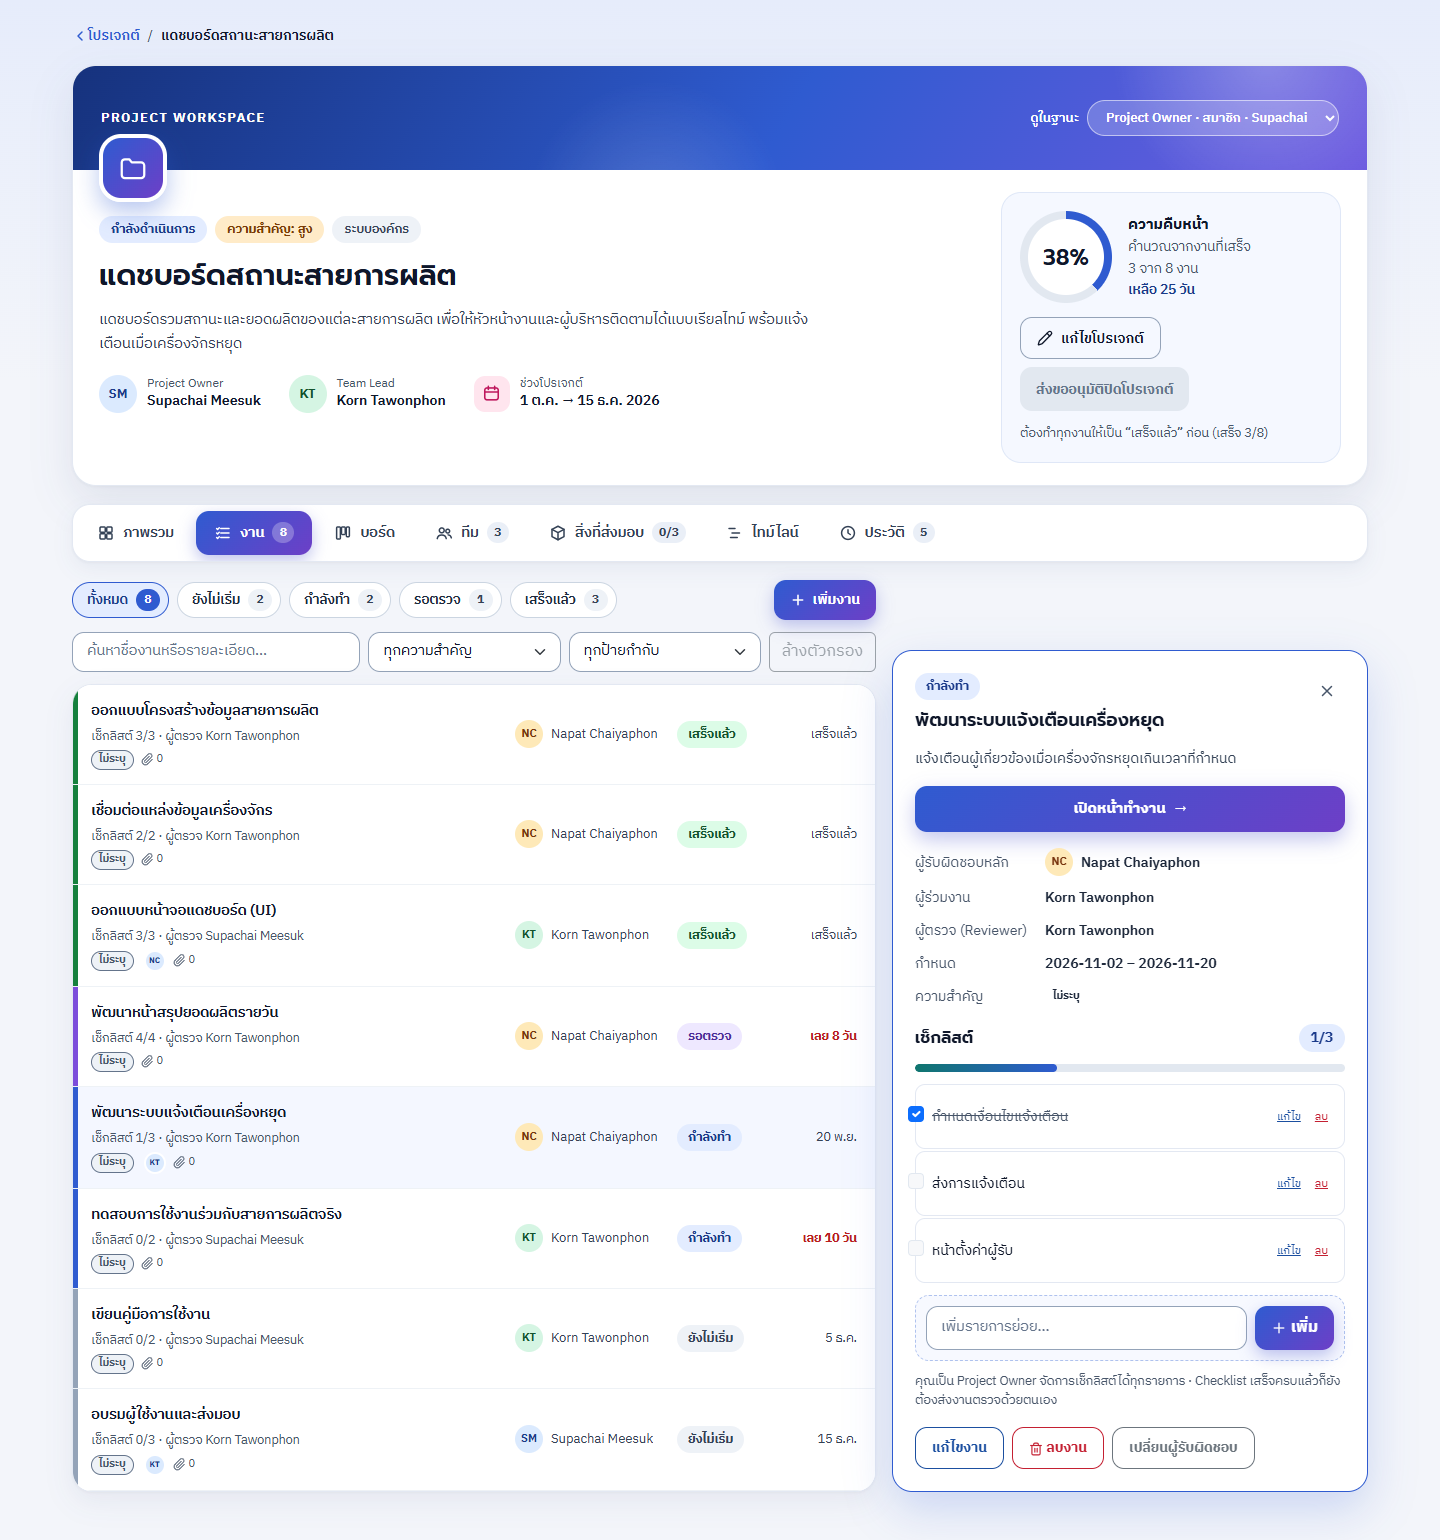 โปรเจกต์ / แดชบอร์ดสถานะสายการผลิต
PROJECT WORKSPACE
ดูในฐานะ
Project Owner · สมาชิก · Supachai
กำลังดำเนินการ
ความสำคัญ: สูง
ระบบองค์กร
แดชบอร์ดสถานะสายการผลิต
แดชบอร์ดรวมสถานะและยอดผลิตของแต่ละสายการผลิต เพื่อให้หัวหน้างานและผู้บริหารติดตามได้แบบเรียลไทม์ พร้อมแจ้ง
เตือนเมื่อเครื่องจักรหยุด
SM
Project Owner
Supachai Meesuk
KT
Team Lead
Korn Tawonphon
ช่วงโปรเจกต์
1 ต.ค. → 15 ธ.ค. 2026
38%
ความคืบหน้า
คำนวณจากงานที่เสร็จ
3 จาก 8 งาน
เหลือ 25 วัน
แก้ไขโปรเจกต์
ส่งขออนุมัติปิดโปรเจกต์
ต้องทำทุกงานให้เป็น “เสร็จแล้ว” ก่อน (เสร็จ 3/8)
ภาพรวม
งาน 8
บอร์ด
ทีม 3
สิ่งที่ส่งมอบ 0/3
ไทม์ไลน์
ประวัติ 5
ทั้งหมด 8
ยังไม่เริ่ม 2
กำลังทำ 2
รอตรวจ 1
เสร็จแล้ว 3
+ เพิ่มงาน
ค้นหาชื่องานหรือรายละเอียด...
ทุกความสำคัญ
ทุกป้ายกำกับ
ล้างตัวกรอง
ออกแบบโครงสร้างข้อมูลสายการผลิต
เช็กลิสต์ 3/3 · ผู้ตรวจ Korn Tawonphon
ไม่ระบุ 0
NC Napat Chaiyaphon
เสร็จแล้ว
เสร็จแล้ว
เชื่อมต่อแหล่งข้อมูลเครื่องจักร
เช็กลิสต์ 2/2 · ผู้ตรวจ Korn Tawonphon
ไม่ระบุ 0
NC Napat Chaiyaphon
เสร็จแล้ว
เสร็จแล้ว
ออกแบบหน้าจอแดชบอร์ด (UI)
เช็กลิสต์ 3/3 · ผู้ตรวจ Supachai Meesuk
ไม่ระบุ NC 0
KT Korn Tawonphon
เสร็จแล้ว
เสร็จแล้ว
พัฒนาหน้าสรุปยอดผลิตรายวัน
เช็กลิสต์ 4/4 · ผู้ตรวจ Korn Tawonphon
ไม่ระบุ 0
NC Napat Chaiyaphon
รอตรวจ
เลย 8 วัน
พัฒนาระบบแจ้งเตือนเครื่องหยุด
เช็กลิสต์ 1/3 · ผู้ตรวจ Korn Tawonphon
ไม่ระบุ KT 0
NC Napat Chaiyaphon
กำลังทำ
20 พ.ย.
ทดสอบการใช้งานร่วมกับสายการผลิตจริง
เช็กลิสต์ 0/2 · ผู้ตรวจ Supachai Meesuk
ไม่ระบุ 0
KT Korn Tawonphon
กำลังทำ
เลย 10 วัน
เขียนคู่มือการใช้งาน
เช็กลิสต์ 0/2 · ผู้ตรวจ Supachai Meesuk
ไม่ระบุ 0
KT Korn Tawonphon
ยังไม่เริ่ม
5 ธ.ค.
อบรมผู้ใช้งานและส่งมอบ
เช็กลิสต์ 0/3 · ผู้ตรวจ Korn Tawonphon
ไม่ระบุ KT 0
SM Supachai Meesuk
ยังไม่เริ่ม
15 ธ.ค.
กำลังทำ
พัฒนาระบบแจ้งเตือนเครื่องหยุด
แจ้งเตือนผู้เกี่ยวข้องเมื่อเครื่องจักรหยุดเกินเวลาที่กำหนด
เปิดหน้าทำงาน →
ผู้รับผิดชอบหลัก NC Napat Chaiyaphon
ผู้ร่วมงาน Korn Tawonphon
ผู้ตรวจ (Reviewer) Korn Tawonphon
กำหนด 2026-11-02 – 2026-11-20
ความสำคัญ ไม่ระบุ
เช็กลิสต์ 1/3
กำหนดเงื่อนไขแจ้งเตือน แก้ไข ลบ
ส่งการแจ้งเตือน แก้ไข ลบ
หน้าตั้งค่าผู้รับ แก้ไข ลบ
เพิ่มรายการย่อย...
+ เพิ่ม
คุณเป็น Project Owner จัดการเช็กลิสต์ได้ทุกรายการ · Checklist เสร็จครบแล้วก็ยัง
ต้องส่งงานตรวจด้วยตนเอง
แก้ไขงาน
ลบงาน
เปลี่ยนผู้รับผิดชอบ